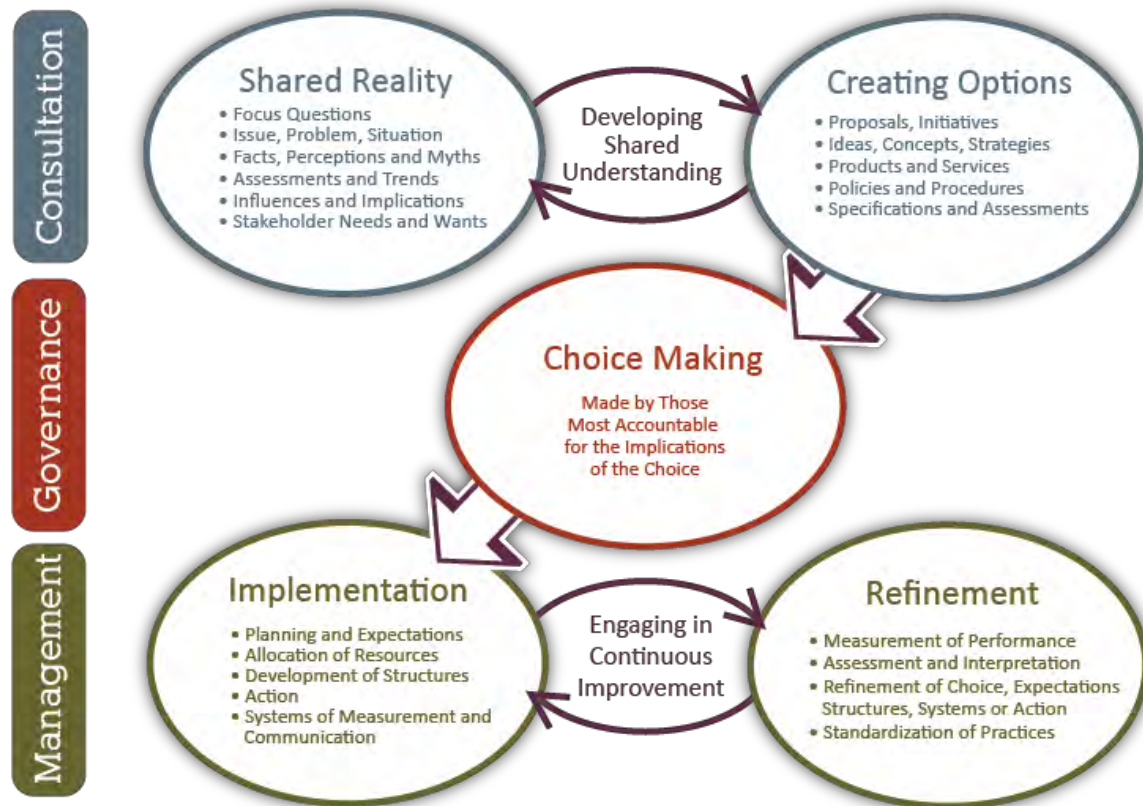 Consultation
Shared Reality
• Focus Questions
• Issue, Problem, Situation
• Facts, Perceptions and Myths
• Assessments and Trends
• Influences and Implications
• Stakeholder Needs and Wants
Developing
Shared
Understanding
Creating Options
• Proposals, Initiatives
• Ideas, Concepts, Strategies
• Products and Services
• Policies and Procedures
• Specifications and Assessments
Governance
Choice Making
Made by Those
Most Accountable
for the Implications
of the Choice
Management
Implementation
• Planning and Expectations
• Allocation of Resources
• Development of Structures
• Action
• Systems of Measurement and
Communication
Engaging in
Continuous
Improvement
Refinement
• Measurement of Performance
• Assessment and Interpretation
• Refinement of Choice, Expectations
Structures, Systems or Action
• Standardization of Practices